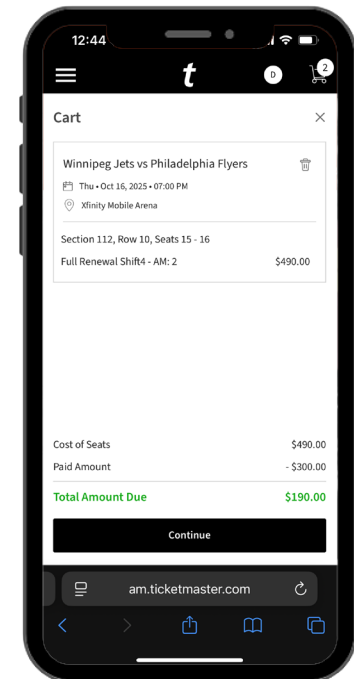 12:44
t
D
2
Cart
Winnipeg Jets vs Philadelphia Flyers
Thu • Oct 16, 2025 • 07:00 PM
Xfinity Mobile Arena
Section 112, Row 10, Seats 15 - 16
Full Renewal Shift4 - AM: 2 $490.00
Cost of Seats $490.00
Paid Amount - $300.00
Total Amount Due $190.00
Continue
am.ticketmaster.com